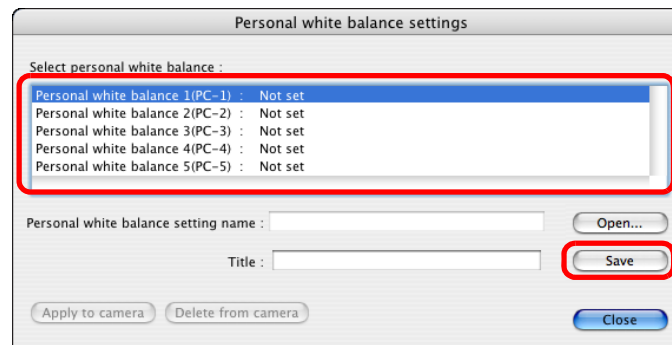 Personal white balance settings
Select personal white balance :
Personal white balance 1(PC-1) : Not set
Personal white balance 2(PC-2) : Not set
Personal white balance 3(PC-3) : Not set
Personal white balance 4(PC-4) : Not set
Personal white balance 5(PC-5) : Not set
Personal white balance setting name : Open...
Title : Save
Apply to camera Delete from camera Close